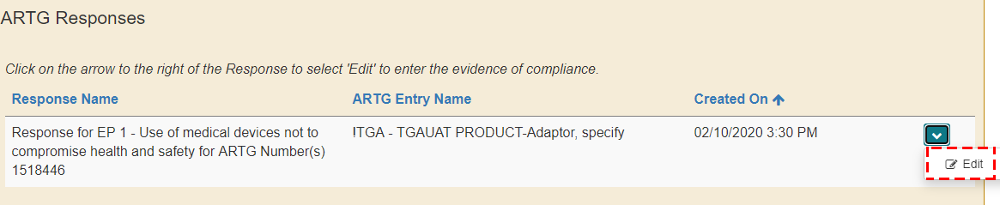 ARTG Responses
Click on the arrow to the right of the Response to select 'Edit' to enter the evidence of compliance.
Response Name ARTG Entry Name Created On
Response for EP 1 - Use of medical devices not to !TGA - TGAUAT PRODUCT-Adaptor, specify 02/10/2020 3:30 PM
compromise health and safety for ARTG Number(s)
1518446
Edit